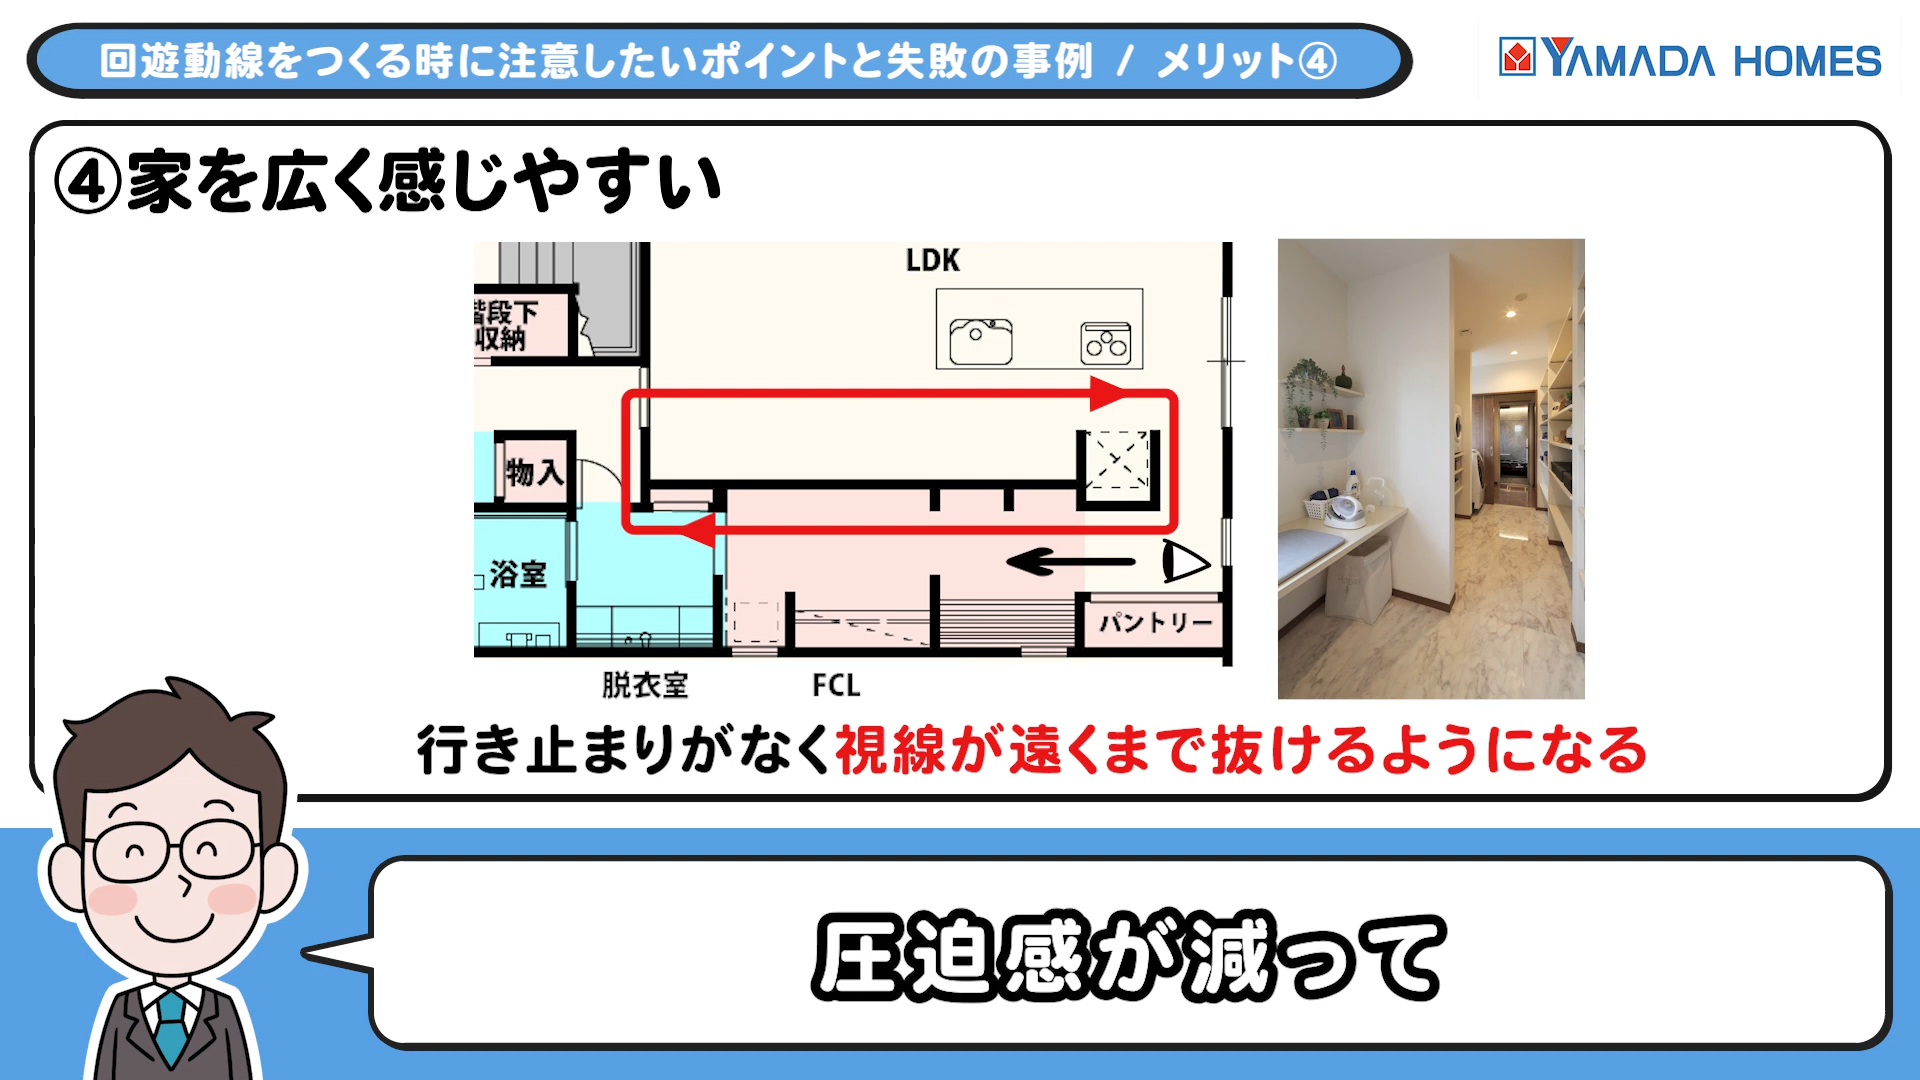 回遊動線をつくる時に注意したいポイントと失敗の事例 / メリット④
YAMADA HOMES
④家を広く感じやすい
LDK
階段下
収納
物入
浴室
パントリー
脱衣室
FCL
行き止まりがなく視線が遠くまで抜けるようになる
圧迫感が減って